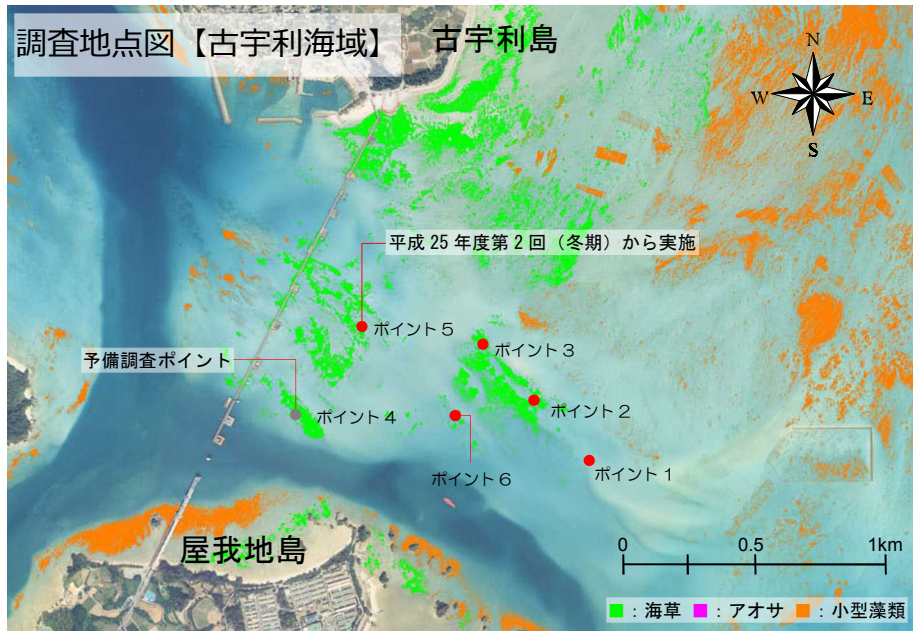 調査地点図【古宇利海域】
古宇利島
N
W
E
S
平成25年度第2回（冬期）から実施
ポイント5
ポイント3
予備調査ポイント
ポイント4
ポイント2
ポイント6
ポイント1
屋我地島
0
0.5
1km
：海草
：アオサ
：小型藻類